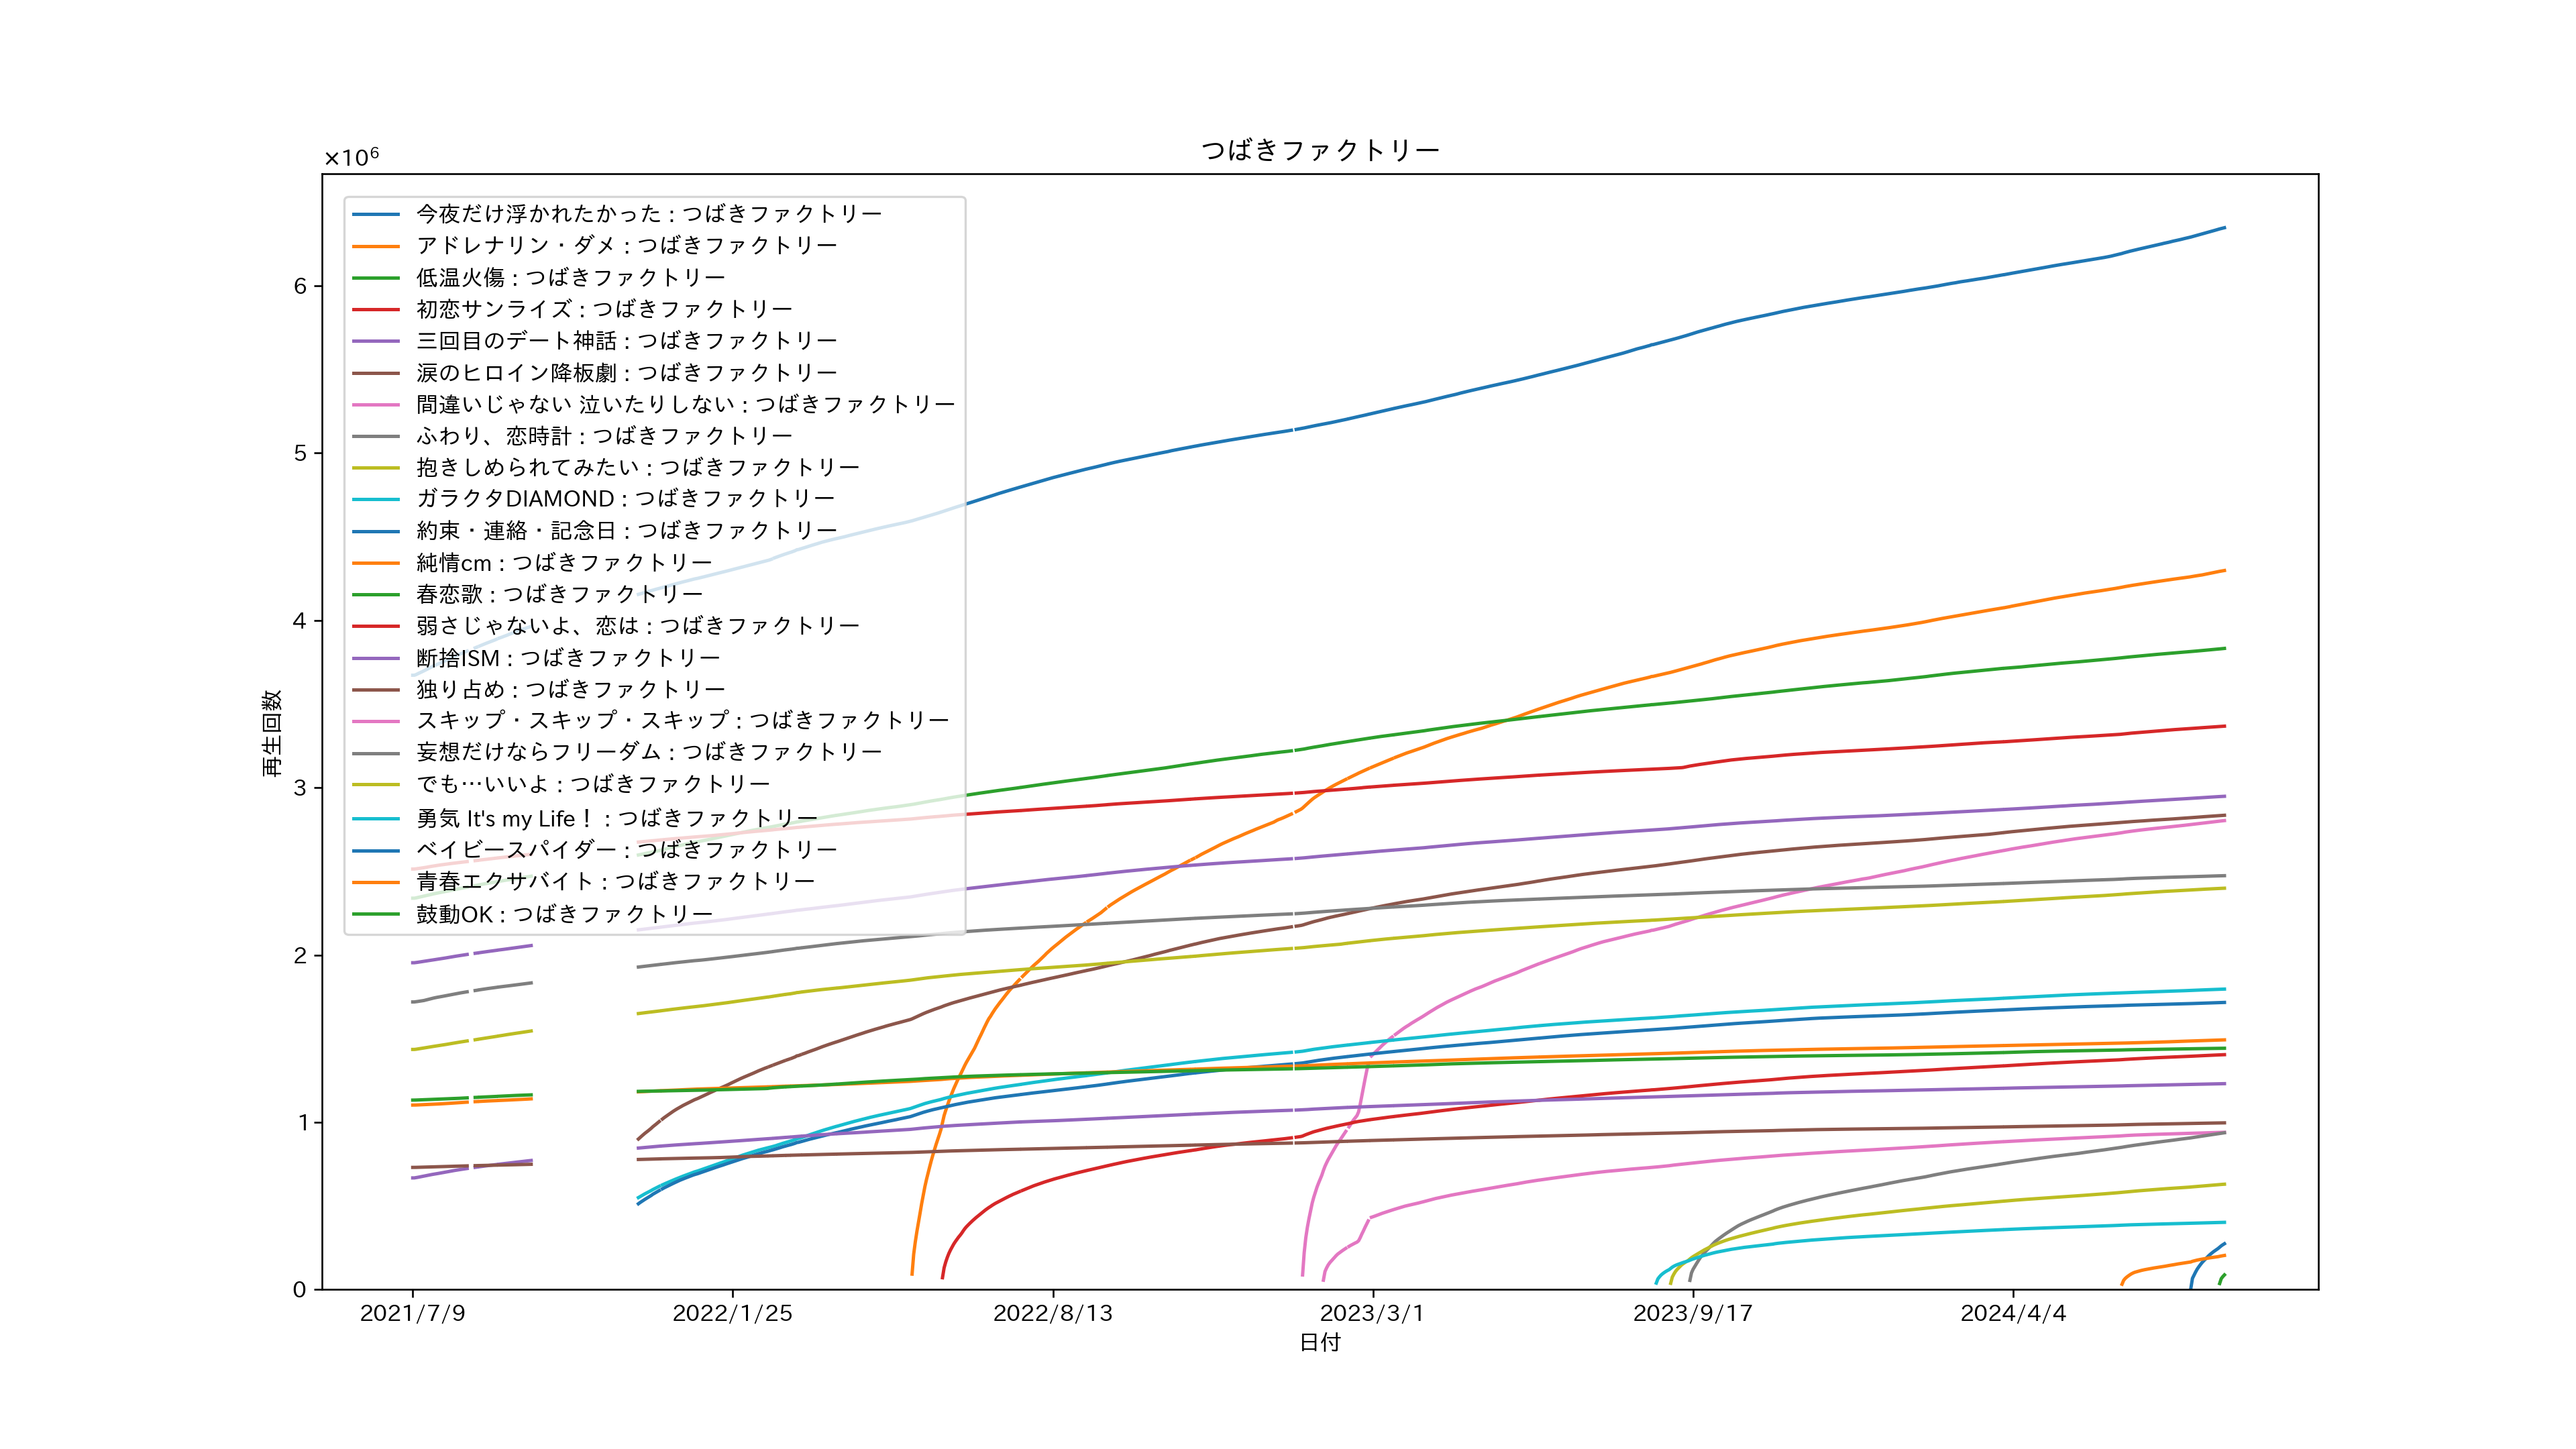 つばきファクトリー
×10⁶
今夜だけ浮かれたかった : つばきファクトリー
アドレナリン・ダメ : つばきファクトリー
低温火傷 : つばきファクトリー
初恋サンライズ : つばきファクトリー
三回目のデート神話 : つばきファクトリー
涙のヒロイン降板劇 : つばきファクトリー
間違いじゃない 泣いたりしない : つばきファクトリー
ふわり、恋時計 : つばきファクトリー
抱きしめられてみたい : つばきファクトリー
ガラクタDIAMOND : つばきファクトリー
約束・連絡・記念日 : つばきファクトリー
純情cm : つばきファクトリー
春恋歌 : つばきファクトリー
弱さじゃないよ、恋は : つばきファクトリー
断捨ISM : つばきファクトリー
独り占め : つばきファクトリー
スキップ・スキップ・スキップ : つばきファクトリー
妄想だけならフリーダム : つばきファクトリー
でも…いいよ : つばきファクトリー
勇気 It's my Life！ : つばきファクトリー
ベイビースパイダー : つばきファクトリー
青春エクサバイト : つばきファクトリー
鼓動OK : つばきファクトリー
6
5
4
3
2
1
0
再生回数
2021/7/9 2022/1/25 2022/8/13 2023/3/1 2023/9/17 2024/4/4
日付